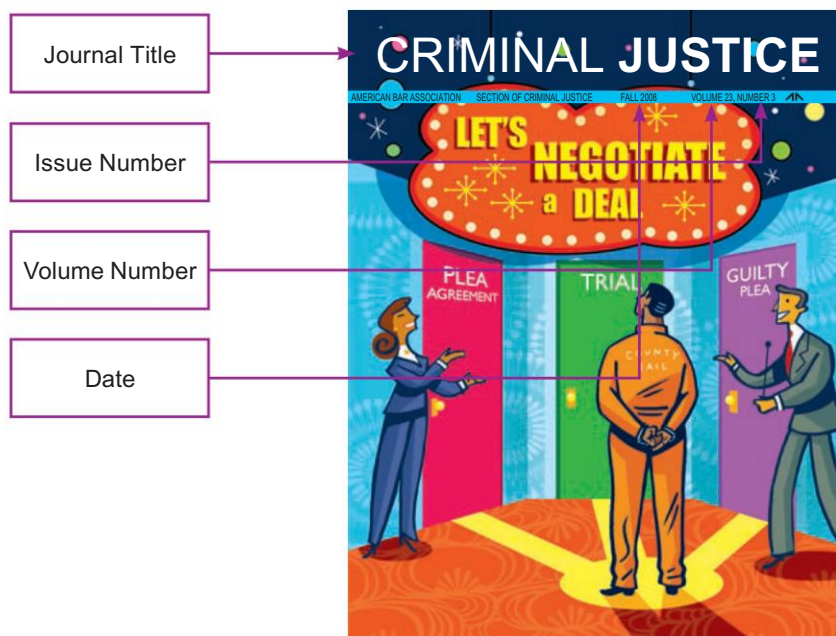 Journal Title
Issue Number
Volume Number
Date
CRIMINAL JUSTICE
AMERICAN BAR ASSOCIATION SECTION OF CRIMINAL JUSTICE FALL 2008 VOLUME 23, NUMBER 3
LET'S
NEGOTIATE
a DEAL
PLEA
AGREEMENT
TRIAL
GUILTY
PLEA
COUNTY
JAIL